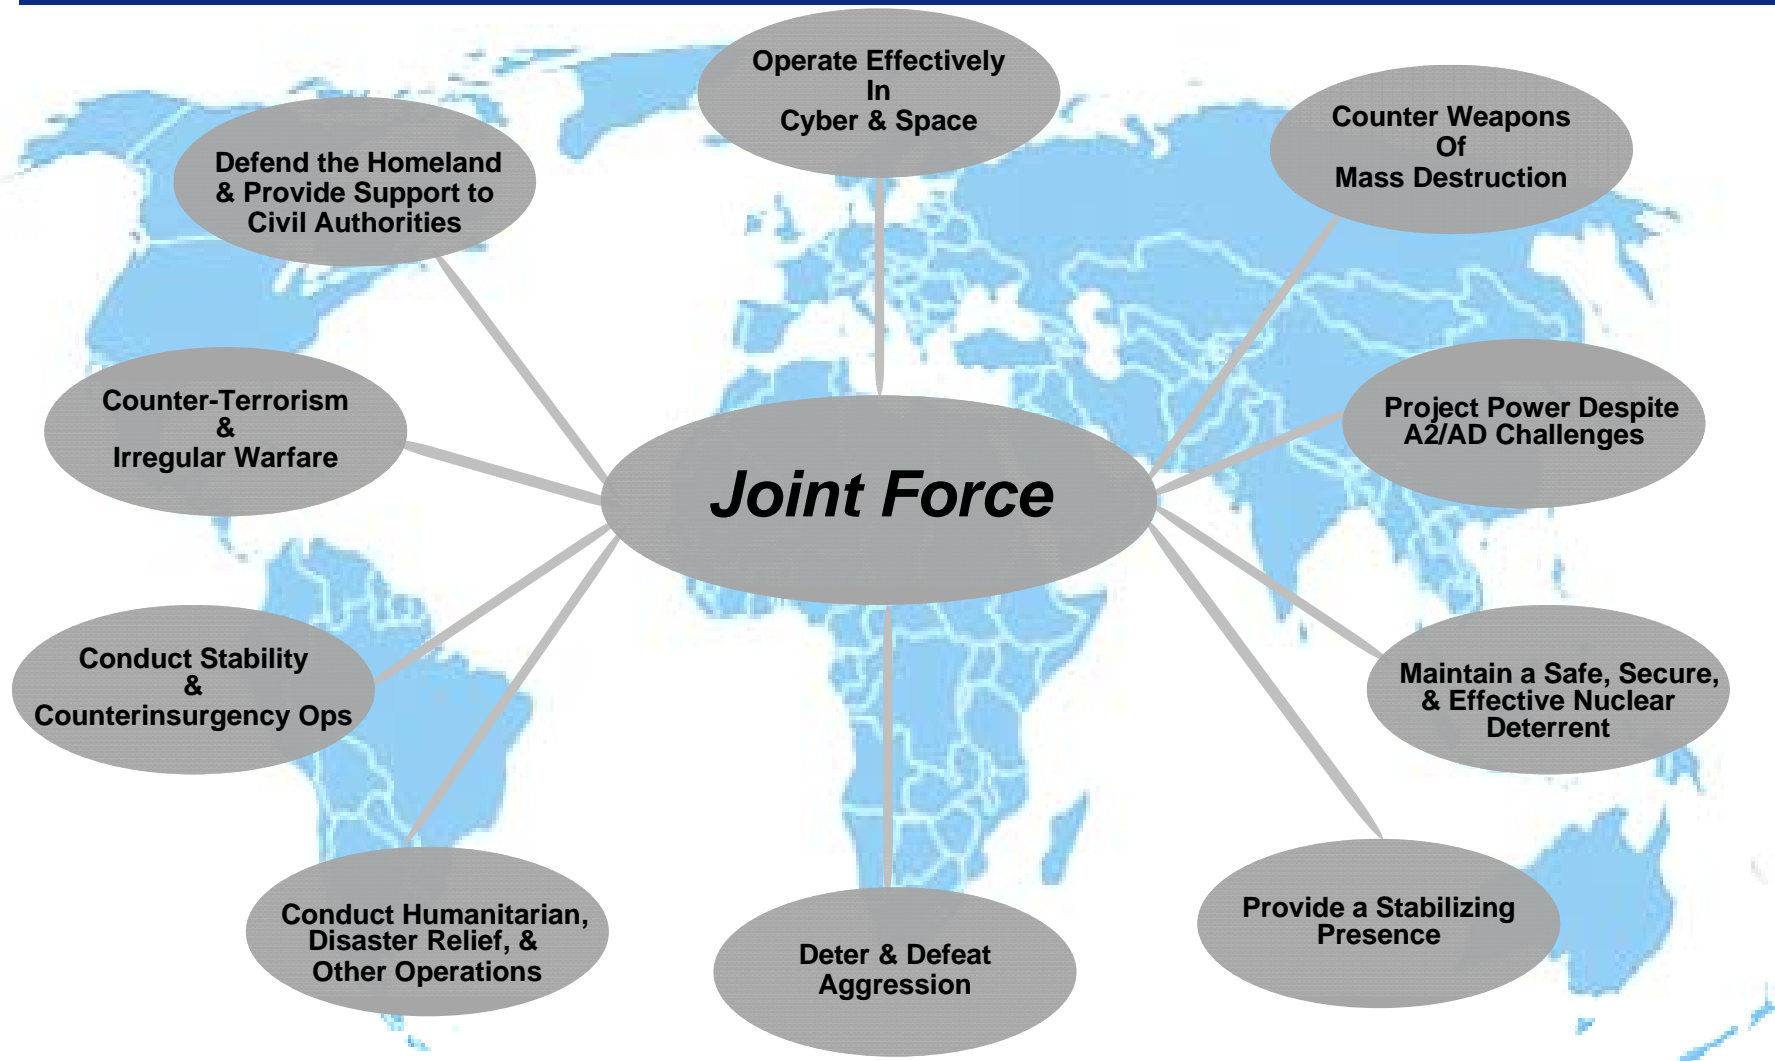 Operate Effectively
In
Cyber & Space
Counter Weapons
Of
Mass Destruction
Defend the Homeland
& Provide Support to
Civil Authorities
Counter-Terrorism
&
Irregular Warfare
Project Power Despite
A2/AD Challenges
Joint Force
Conduct Stability
&
Counterinsurgency Ops
Maintain a Safe, Secure,
& Effective Nuclear
Deterrent
Conduct Humanitarian,
Disaster Relief, &
Other Operations
Deter & Defeat
Aggression
Provide a Stabilizing
Presence